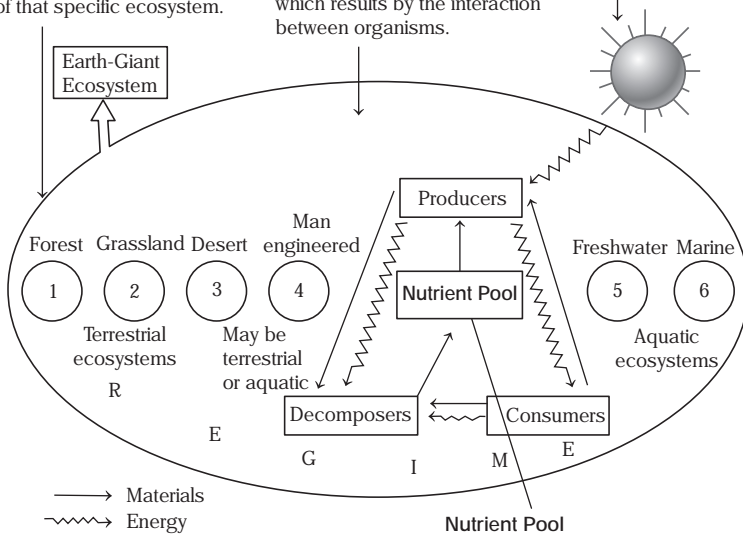 of that specific ecosystem.
which results by the interaction
between organisms.
Earth-Giant
Ecosystem
Producers
Man
engineered
Forest
Grassland
Desert
Freshwater
Marine
1
2
3
4
Nutrient Pool
5
6
Terrestrial
ecosystems
May be
terrestrial
or aquatic
Aquatic
ecosystems
R
Decomposers
Consumers
E
G
I
M
E
Materials
Energy
Nutrient Pool